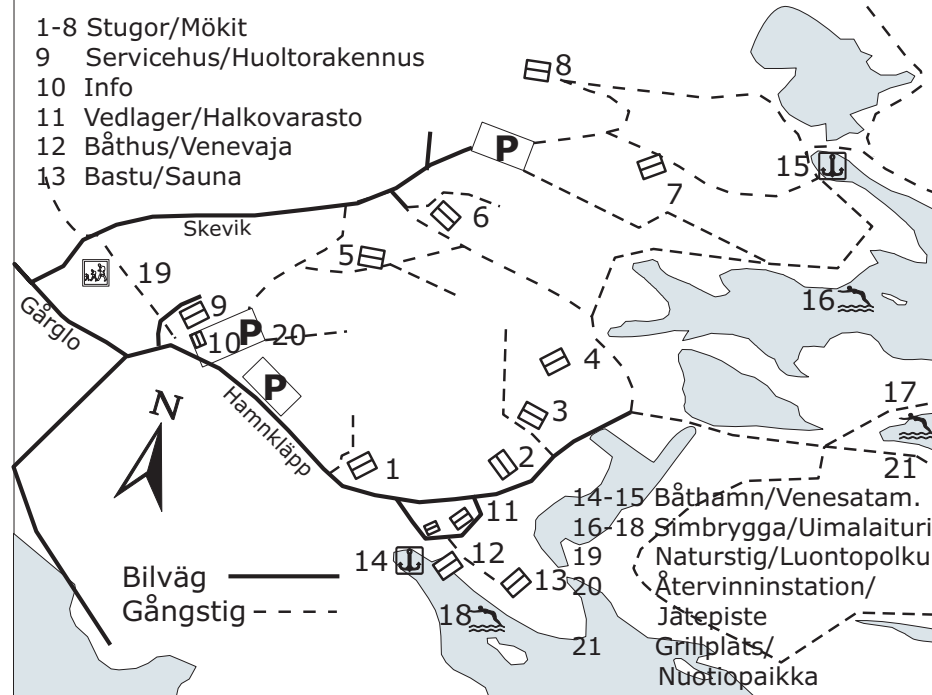 1-8 Stugor/Mökit
9 Servicehus/Huoltorakennus
10 Info
11 Vedlager/Halkovarasto
12 Båthus/Venevaja
13 Bastu/Sauna
8
P
15
7
6
Skevik
5
19
16
9
Gårglo
10
P
20
P
4
N
Hamnkläpp
17
3
1
2
21
11
14-15 Båthamn/Venesatam.
16-18 Simbrygga/Uimalaituri
19 Naturstig/Luontopolku
20 Återvinninstation/
Jätepiste
21 Grillplats/
Nuotiopaikka
14
12
13
18
Bilväg
Gångstig